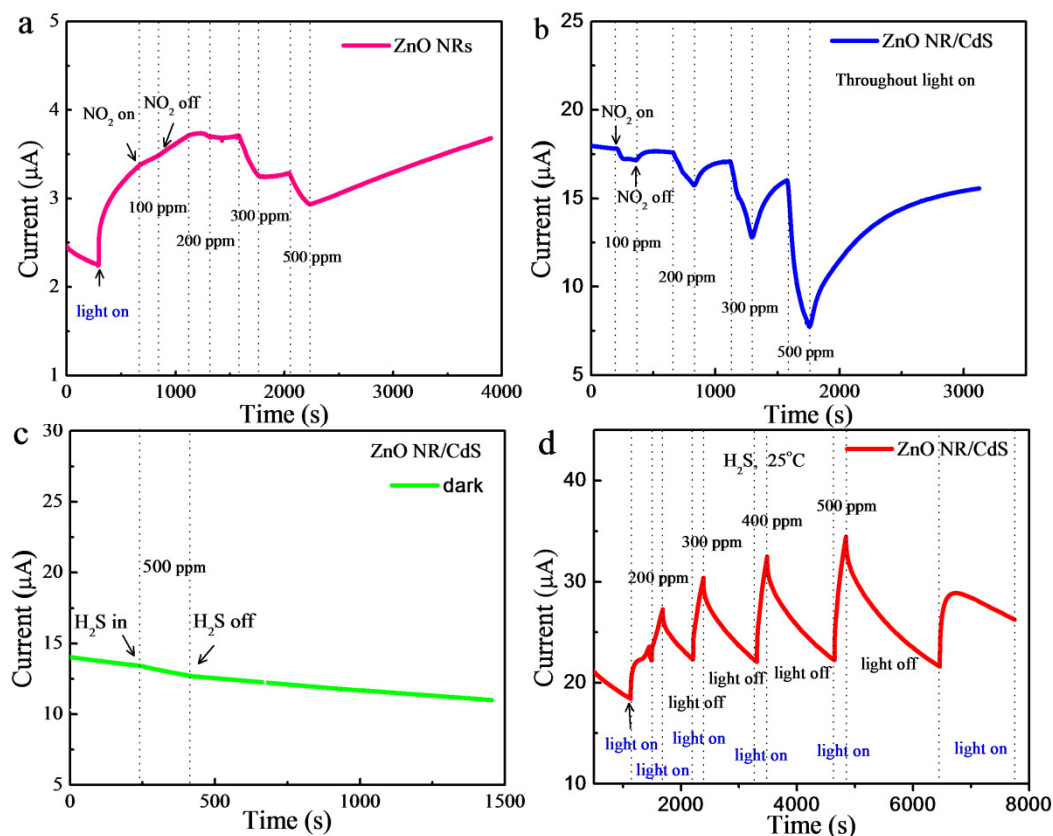 a
ZnO NRs
NO2 on
NO2 off
100 ppm
200 ppm
300 ppm
500 ppm
light on
Current (μA)
5
4
3
2
1
0
1000
2000
3000
4000
Time (s)
b
ZnO NR/CdS
Throughout light on
NO2 on
NO2 off
100 ppm
200 ppm
300 ppm
500 ppm
Current (μA)
25
20
15
10
5
0
1000
2000
3000
Time (s)
c
ZnO NR/CdS
dark
500 ppm
H2S in
H2S off
Current (μA)
30
25
20
15
10
5
0
500
1000
1500
Time (s)
d
H2S, 25°C
ZnO NR/CdS
200 ppm
300 ppm
400 ppm
500 ppm
light off
light off
light off
light off
light on
light on
light on
light on
light on
light on
Current (μA)
40
30
20
10
2000
4000
6000
8000
Time (s)